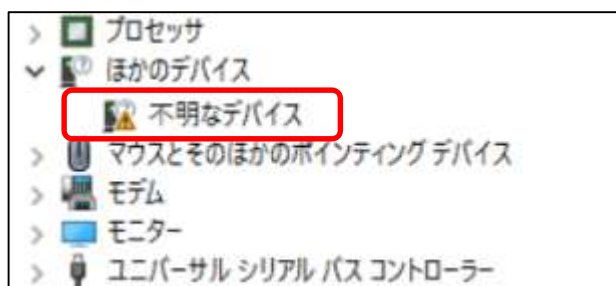 プロセッサ
ほかのデバイス
不明なデバイス
マウスとそのほかのポインティング デバイス
モデム
モニター
ユニバーサル シリアル バス コントローラー